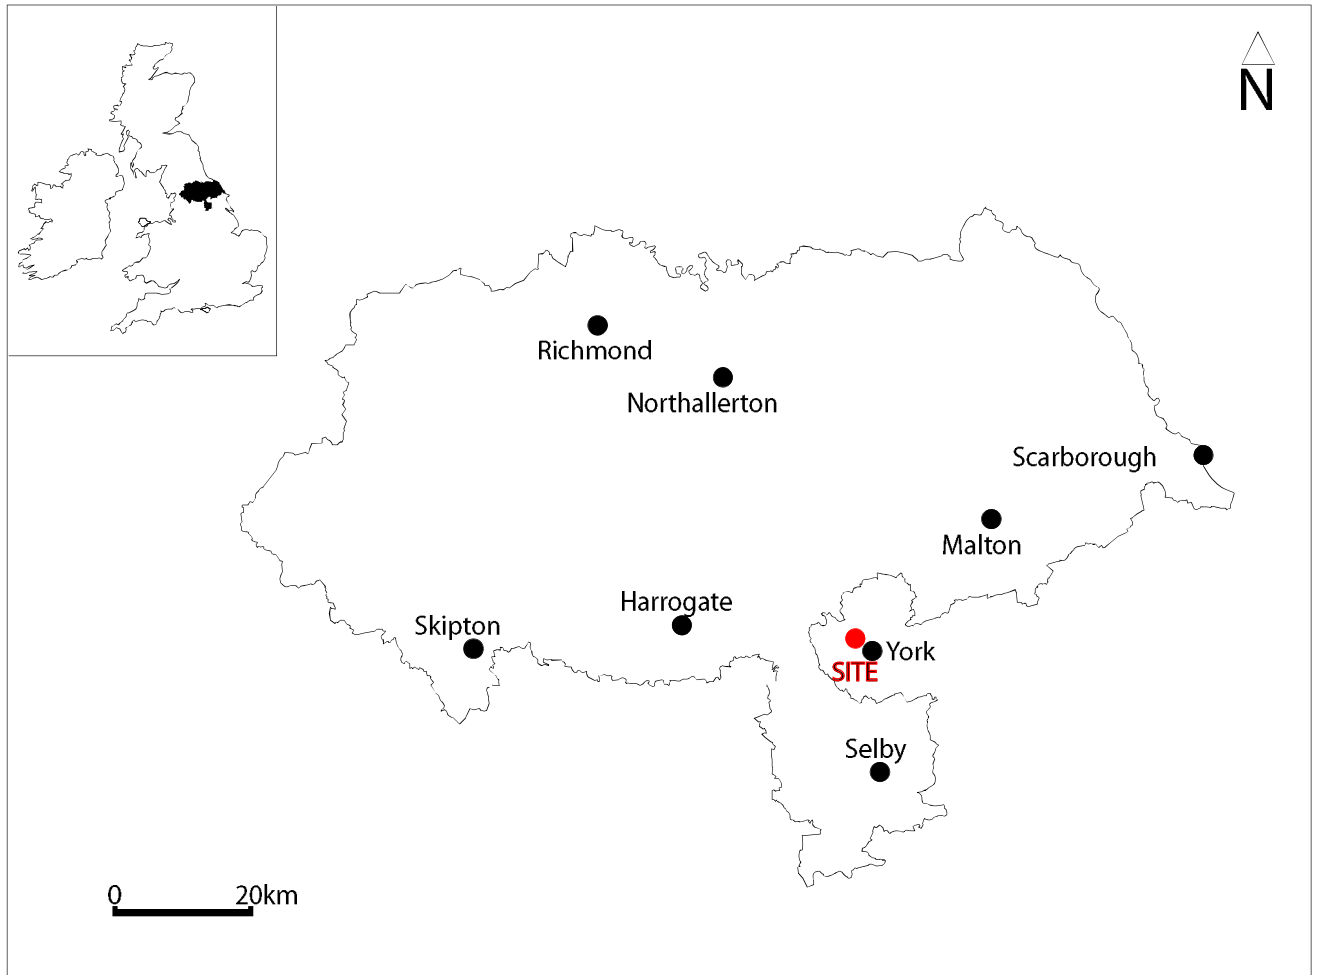 N
Richmond
Northallerton
Scarborough
Malton
Harrogate
Skipton
York
SITE
Selby
0 20km